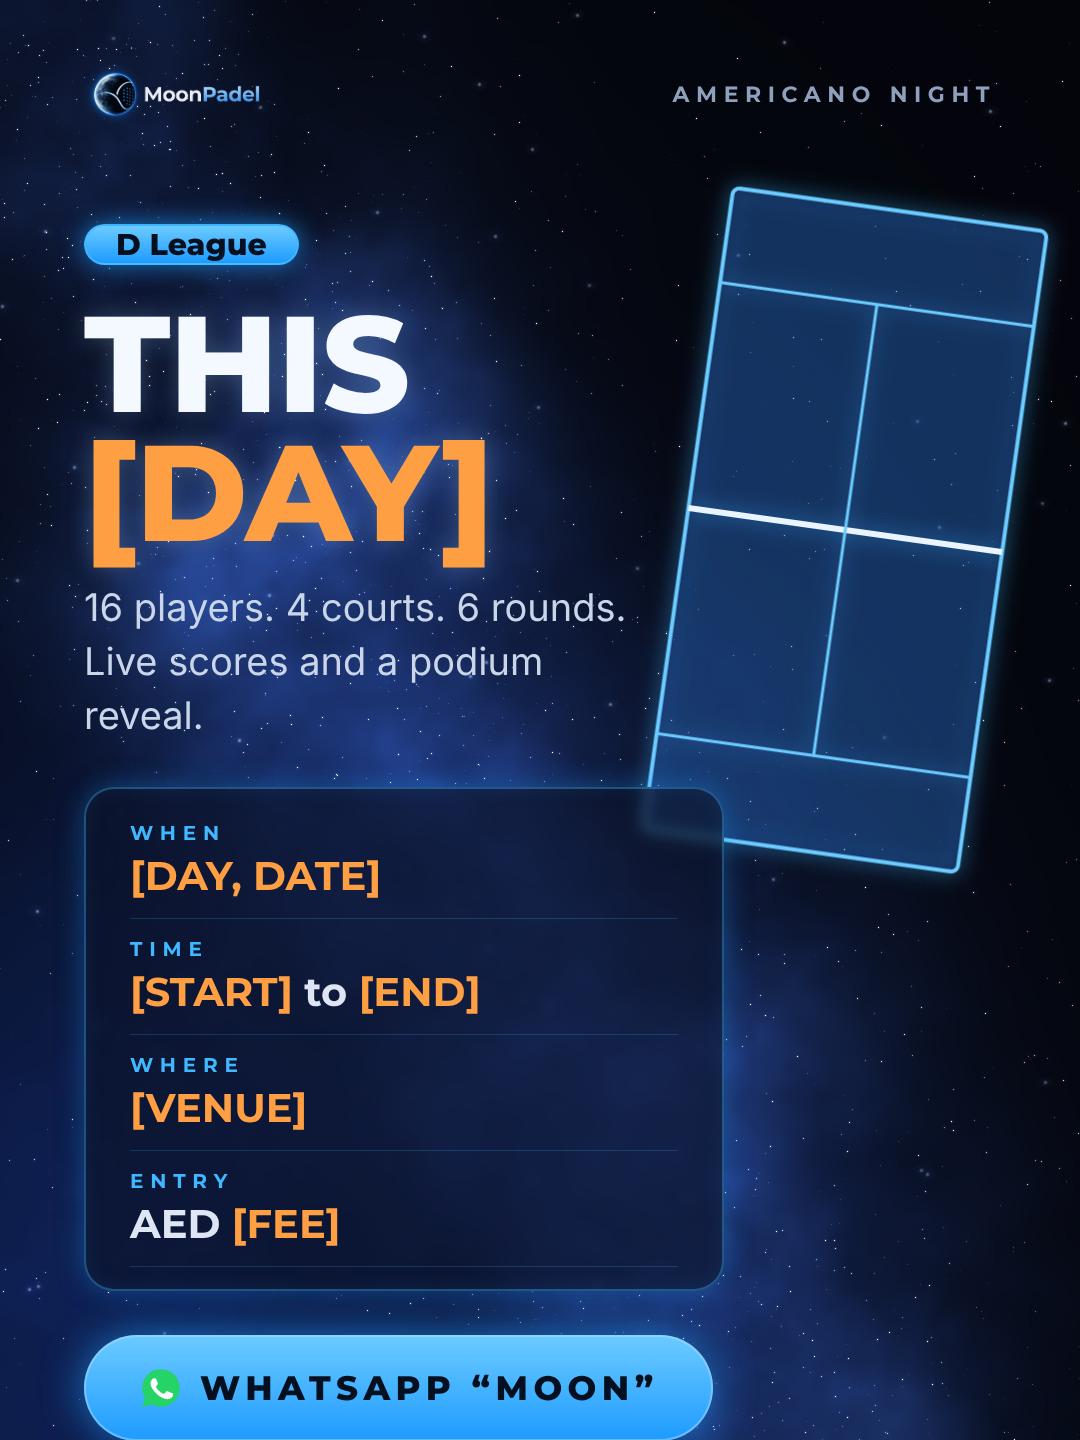 MoonPadel
AMERICANO NIGHT
D League
THIS
[DAY]
16 players. 4 courts. 6 rounds.
Live scores and a podium
reveal.
WHEN
[DAY, DATE]
TIME
[START] to [END]
WHERE
[VENUE]
ENTRY
AED [FEE]
WHATSAPP “MOON”